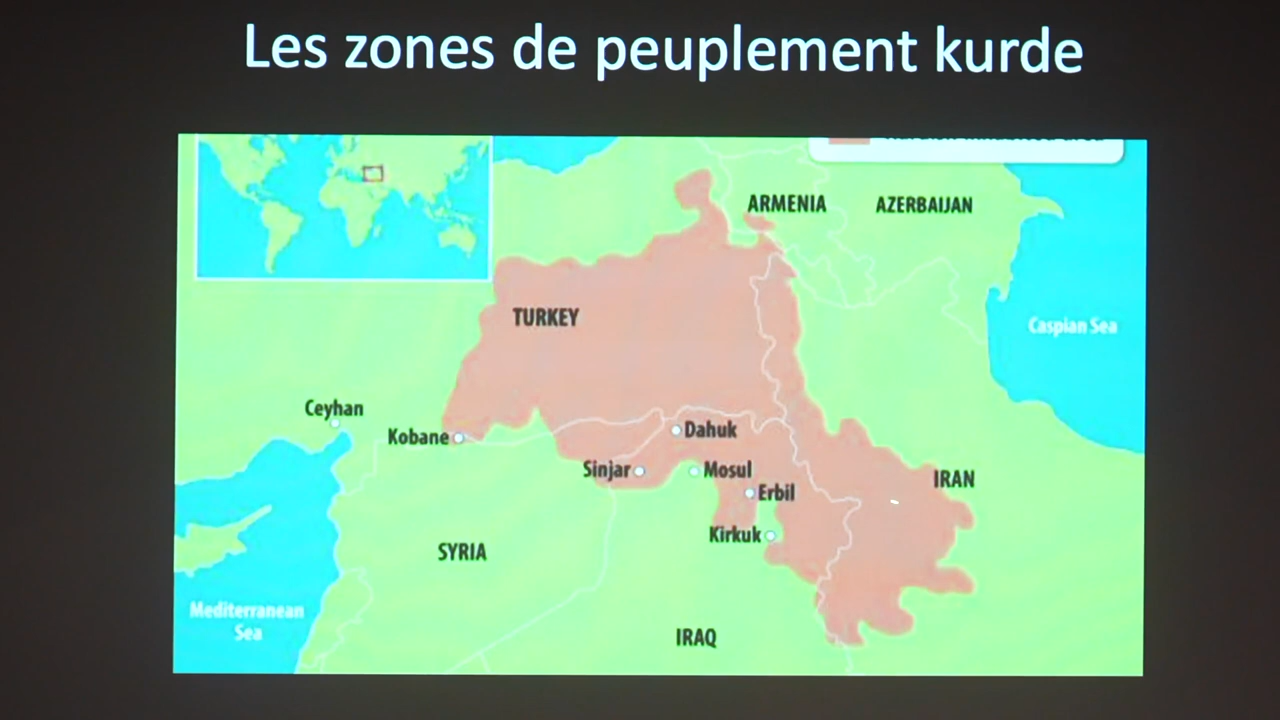 Les zones de peuplement kurde
ARMENIA
AZERBAIJAN
TURKEY
Caspian Sea
Ceyhan
Kobane
Dahuk
Sinjar
Mosul
IRAN
Erbil
Kirkuk
SYRIA
Mediterranean
Sea
IRAQ